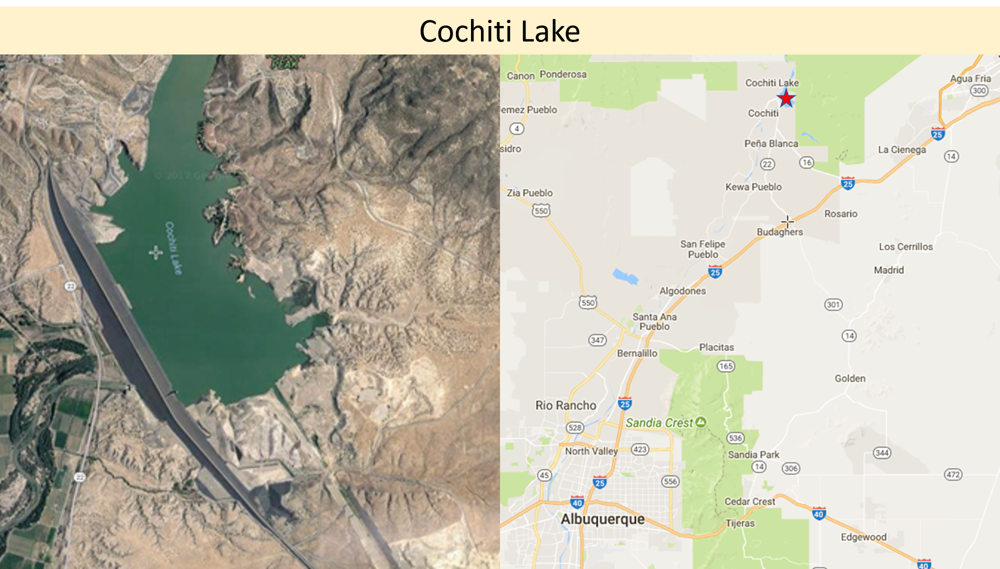 Cochiti Lake
PEAK
Cochiti Lake
22
22
Canon
Ponderosa
Cochiti Lake
Agua Fria
300
emez Pueblo
Cochiti
4
25
sidro
Peña Blanca
La Cienega
14
22
16
25
Zia Pueblo
Kewa Pueblo
550
Rosario
Budaghers
San Felipe
Pueblo
Los Cerrillos
25
Madrid
Algodones
550
301
Santa Ana
Pueblo
14
347
Placitas
Bernalillo
165
Golden
Rio Rancho
25
Sandia Crest
528
536
North Valley
423
Sandia Park
344
14
306
45
25
556
472
40
Cedar Crest
Albuquerque
40
Tijeras
Edgewood
40